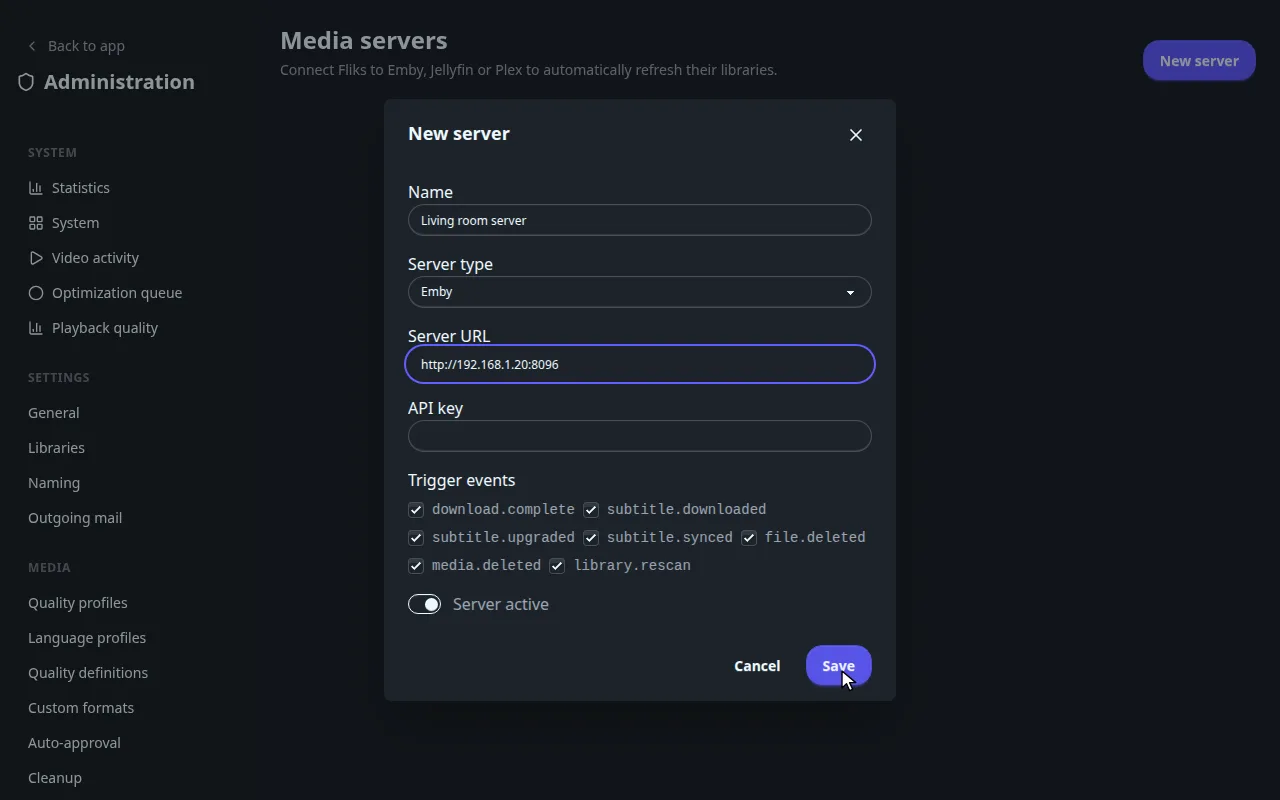 Back to app
Administration
SYSTEM
Statistics
System
Video activity
Optimization queue
Playback quality
SETTINGS
General
Libraries
Naming
Outgoing mail
MEDIA
Quality profiles
Language profiles
Quality definitions
Custom formats
Auto-approval
Cleanup
Media servers
Connect Fliks to Emby, Jellyfin or Plex to automatically refresh their libraries.
New server
New server
Name
Living room server
Server type
Emby
Server URL
http://192.168.1.20:8096
API key
Trigger events
download.complete subtitle.downloaded
subtitle.upgraded subtitle.synced file.deleted
media.deleted library.rescan
Server active
Cancel Save